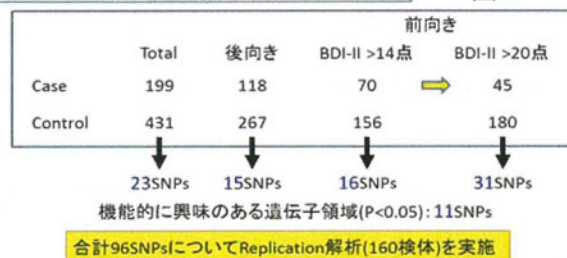 前向き
Total 後向き BDI-II >14点 BDI-II >20点
Case 199 118 70 45
Control 431 267 156 180
23SNPs 15SNPs 16SNPs 31SNPs
機能的に興味のある遺伝子領域(P<0.05): 11SNPs
合計96SNPsについてReplication解析(160検体)を実施